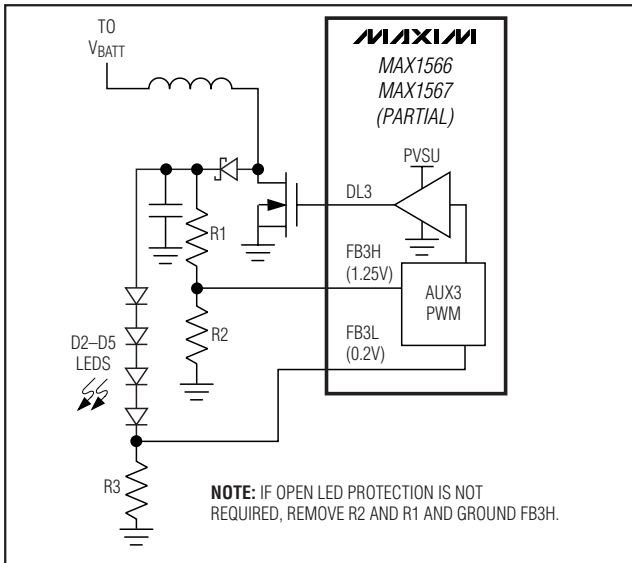 TO
VBATT
MAXIM
MAX1566
MAX1567
(PARTIAL)
PVSU
DL3
R1
FB3H
(1.25V)
AUX3
PWM
R2
FB3L
(0.2V)
D2–D5
LEDS
R3
NOTE: IF OPEN LED PROTECTION IS NOT
REQUIRED, REMOVE R2 AND R1 AND GROUND FB3H.